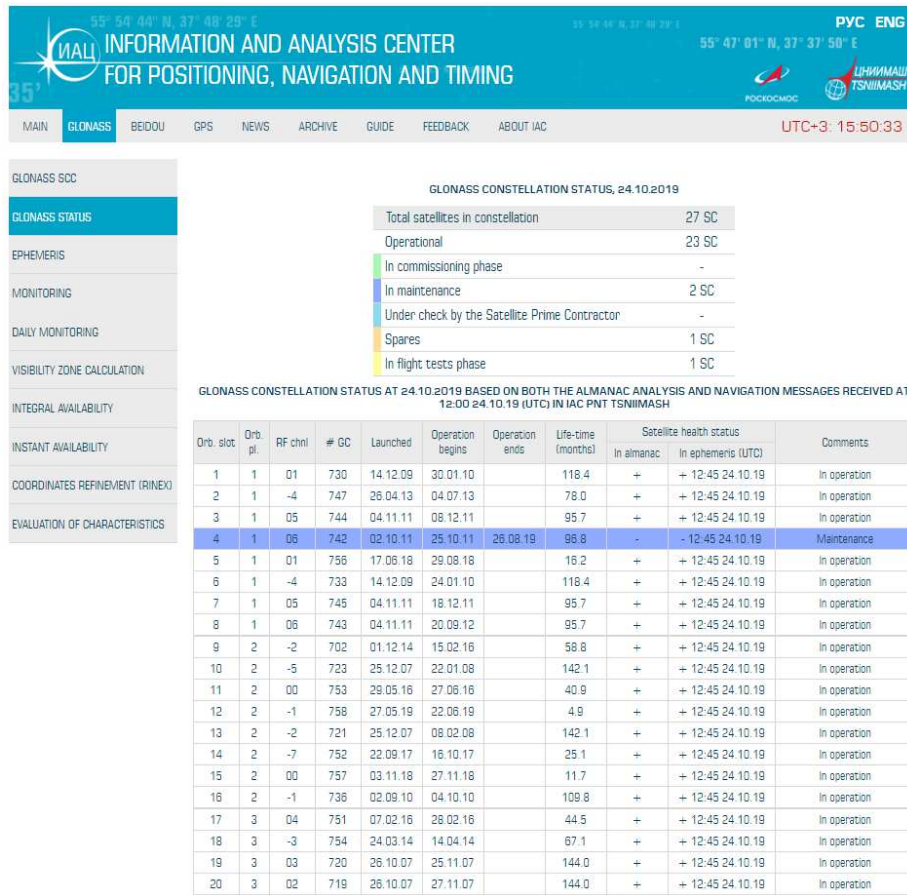 55° 54' 44" N, 37° 48' 29" E
55° 54' 44" N, 37° 48' 29" E
РУС ENG
ИАЦ
INFORMATION AND ANALYSIS CENTER
FOR POSITIONING, NAVIGATION AND TIMING
55° 47' 01" N, 37° 37' 50" E
35'
РОСКОСМОС
ЦНИИМАШ
TSNIIMASH
MAIN GLONASS BEIDOU GPS NEWS ARCHIVE GUIDE FEEDBACK ABOUT IAC UTC+3: 15:50:33
GLONASS SCC
GLONASS STATUS
EPHEMERIS
MONITORING
DAILY MONITORING
VISIBILITY ZONE CALCULATION
INTEGRAL AVAILABILITY
INSTANT AVAILABILITY
COORDINATES REFINEMENT (RINEX)
EVALUATION OF CHARACTERISTICS
GLONASS CONSTELLATION STATUS, 24.10.2019
Total satellites in constellation 27 SC
Operational 23 SC
In commissioning phase -
In maintenance 2 SC
Under check by the Satellite Prime Contractor -
Spares 1 SC
In flight tests phase 1 SC
GLONASS CONSTELLATION STATUS AT 24.10.2019 BASED ON BOTH THE ALMANAC ANALYSIS AND NAVIGATION MESSAGES RECEIVED AT
12:00 24.10.19 (UTC) IN IAC PNT TSNIIMASH
Orb. slot Orb. pl. RF chnl # GC Launched Operation begins Operation ends Life-time (months) Satellite health status Comments
In almanac In ephemeris (UTC)
1 1 01 730 14.12.09 30.01.10 118.4 + + 12:45 24.10.19 In operation
2 1 -4 747 26.04.13 04.07.13 78.0 + + 12:45 24.10.19 In operation
3 1 05 744 04.11.11 08.12.11 95.7 + + 12:45 24.10.19 In operation
4 1 06 742 02.10.11 25.10.11 26.08.19 96.8 - - 12:45 24.10.19 Maintenance
5 1 01 756 17.06.18 29.08.18 16.2 + + 12:45 24.10.19 In operation
6 1 -4 733 14.12.09 24.01.10 118.4 + + 12:45 24.10.19 In operation
7 1 05 745 04.11.11 18.12.11 95.7 + + 12:45 24.10.19 In operation
8 1 06 743 04.11.11 20.09.12 95.7 + + 12:45 24.10.19 In operation
9 2 -2 702 01.12.14 15.02.16 58.8 + + 12:45 24.10.19 In operation
10 2 -5 723 25.12.07 22.01.08 142.1 + + 12:45 24.10.19 In operation
11 2 00 753 29.05.16 27.06.16 40.9 + + 12:45 24.10.19 In operation
12 2 -1 758 27.05.19 22.06.19 4.9 + + 12:45 24.10.19 In operation
13 2 -2 721 25.12.07 08.02.08 142.1 + + 12:45 24.10.19 In operation
14 2 -7 752 22.09.17 16.10.17 25.1 + + 12:45 24.10.19 In operation
15 2 00 757 03.11.18 27.11.18 11.7 + + 12:45 24.10.19 In operation
16 2 -1 736 02.09.10 04.10.10 109.8 + + 12:45 24.10.19 In operation
17 3 04 751 07.02.16 28.02.16 44.5 + + 12:45 24.10.19 In operation
18 3 -3 754 24.03.14 14.04.14 67.1 + + 12:45 24.10.19 In operation
19 3 03 720 26.10.07 25.11.07 144.0 + + 12:45 24.10.19 In operation
20 3 02 719 26.10.07 27.11.07 144.0 + + 12:45 24.10.19 In operation